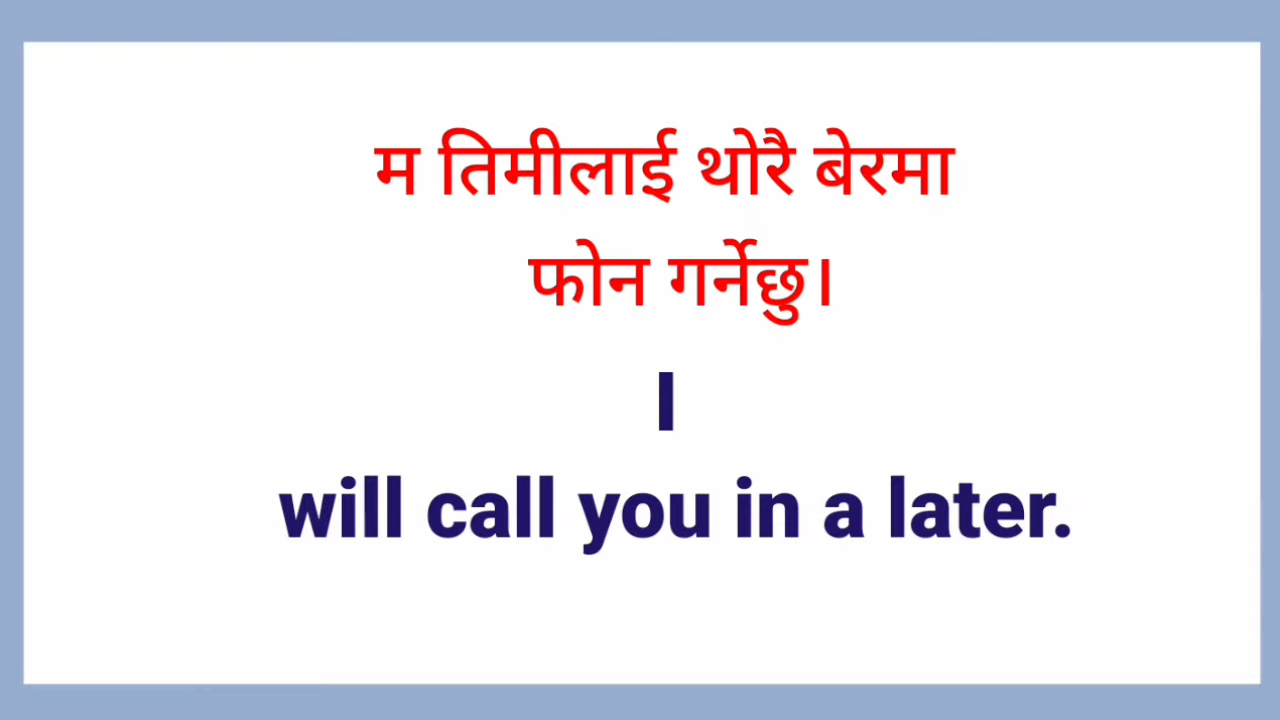 म तिमीलाई थोरै बेरमा
फोन गर्नेछु।
I
will call you in a later.